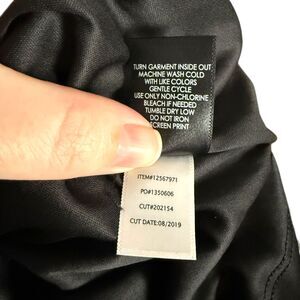 TURN GARMENT INSIDE OUT
MACHINE WASH COLD
WITH LIKE COLORS
GENTLE CYCLE
USE ONLY NON-CHLORINE
BLEACH IF NEEDED
TUMBLE DRY LOW
DO NOT IRON
SCREEN PRINT
ITEM#12567971
PO#1350606
CUT#202154
CUT DATE:08/2019